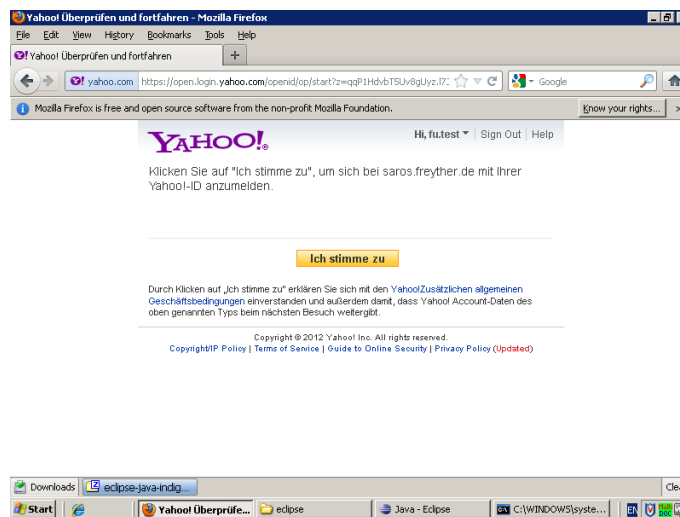 Yahoo! Überprüfen und fortfahren - Mozilla Firefox
File Edit View History Bookmarks Tools Help
Yahoo! Überprüfen und fortfahren
yahoo.com https://open.login.yahoo.com/openid/op/start?z= Google
Mozilla Firefox is free and open source software from the non-profit Mozilla Foundation. Know your rights...
YAHOO!® Hi, fu.test Sign Out Help
Klicken Sie auf "Ich stimme zu", um sich bei saros.freyther.de mit Ihrer
Yahoo!-ID anzumelden.
Ich stimme zu
Durch Klicken auf „Ich stimme zu" erklären Sie sich mit den Yahoo!Zusätzlichen allgemeinen
Geschäftsbedingungen einverstanden und außerdem damit, dass Yahoo! Account-Daten des
oben genannten Typs beim nächsten Besuch weitergibt.
Copyright © 2012 Yahoo! Inc. All rights reserved.
Copyright/IP Policy | Terms of Service | Guide to Online Security | Privacy Policy (Updated)
Downloads eclipse-java-indig... Cle
Start Yahoo! Überprüfe... eclipse Java - Eclipse C:\WINDOWS\syste... EN